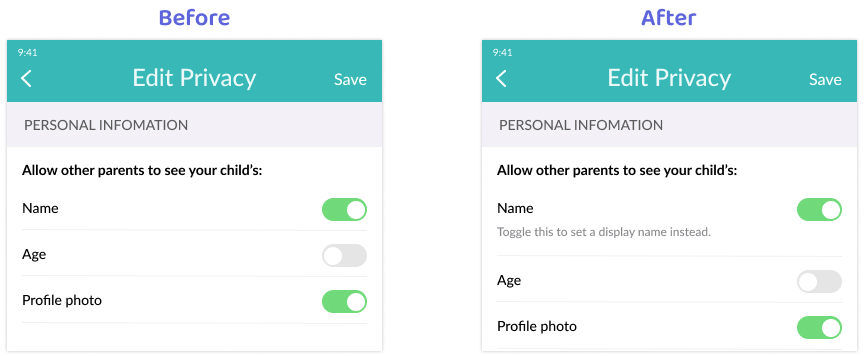 Before
9:41
Edit Privacy
Save
PERSONAL INFOMATION
Allow other parents to see your child's:
Name
Age
Profile photo
After
9:41
Edit Privacy
Save
PERSONAL INFOMATION
Allow other parents to see your child's:
Name
Toggle this to set a display name instead.
Age
Profile photo